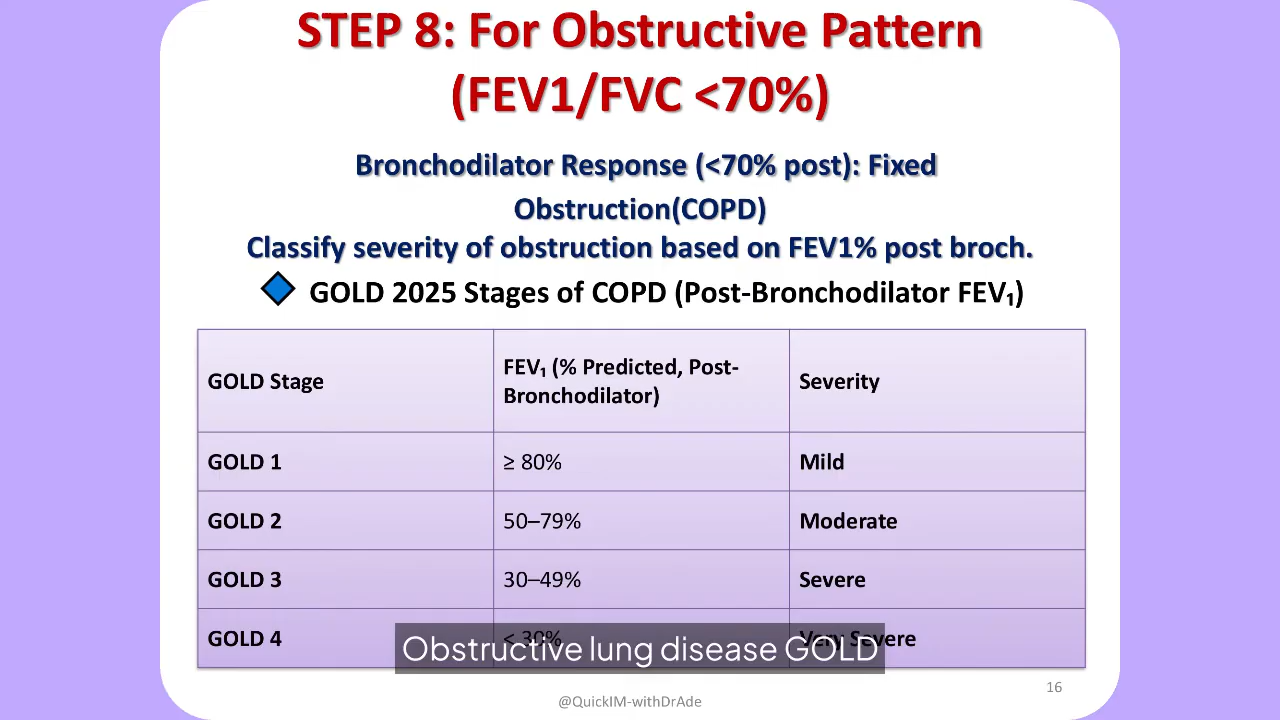 STEP 8: For Obstructive Pattern
(FEV1/FVC <70%)
Bronchodilator Response (<70% post): Fixed
Obstruction(COPD)
Classify severity of obstruction based on FEV1% post broch.
GOLD 2025 Stages of COPD (Post-Bronchodilator FEV₁)
GOLD Stage
FEV₁ (% Predicted, Post-
Bronchodilator)
Severity
GOLD 1
≥ 80%
Mild
GOLD 2
50–79%
Moderate
GOLD 3
30–49%
Severe
GOLD 4
< 30%
Very Severe
Obstructive lung disease GOLD
16
@QuickIM-withDrAde